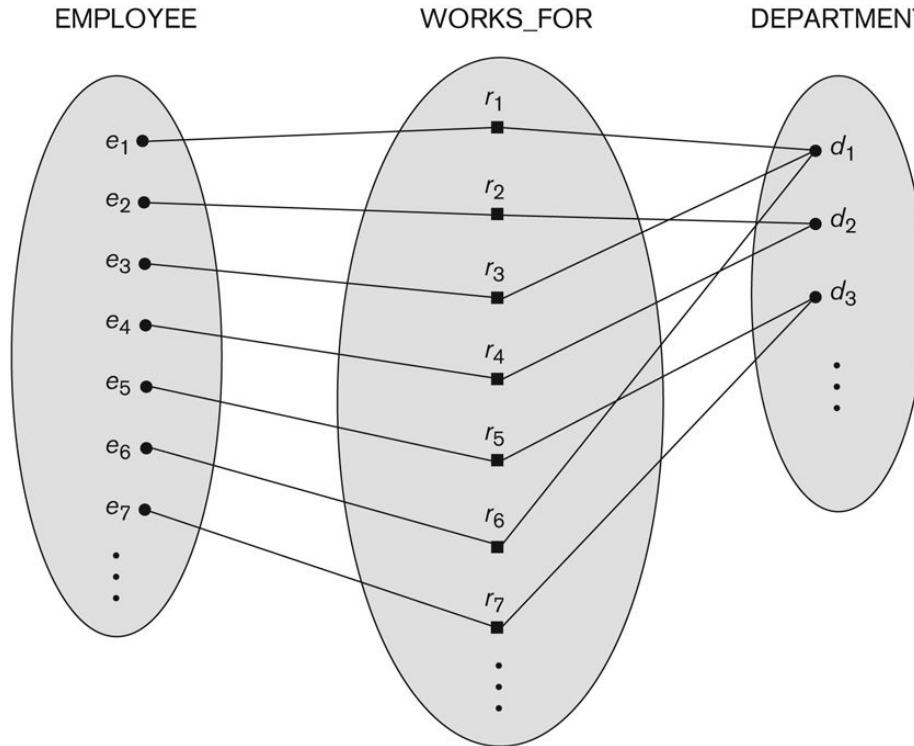 EMPLOYEE WORKS_FOR DEPARTMENT
e1
e2
e3
e4
e5
e6
e7
r1
r2
r3
r4
r5
r6
r7
d1
d2
d3